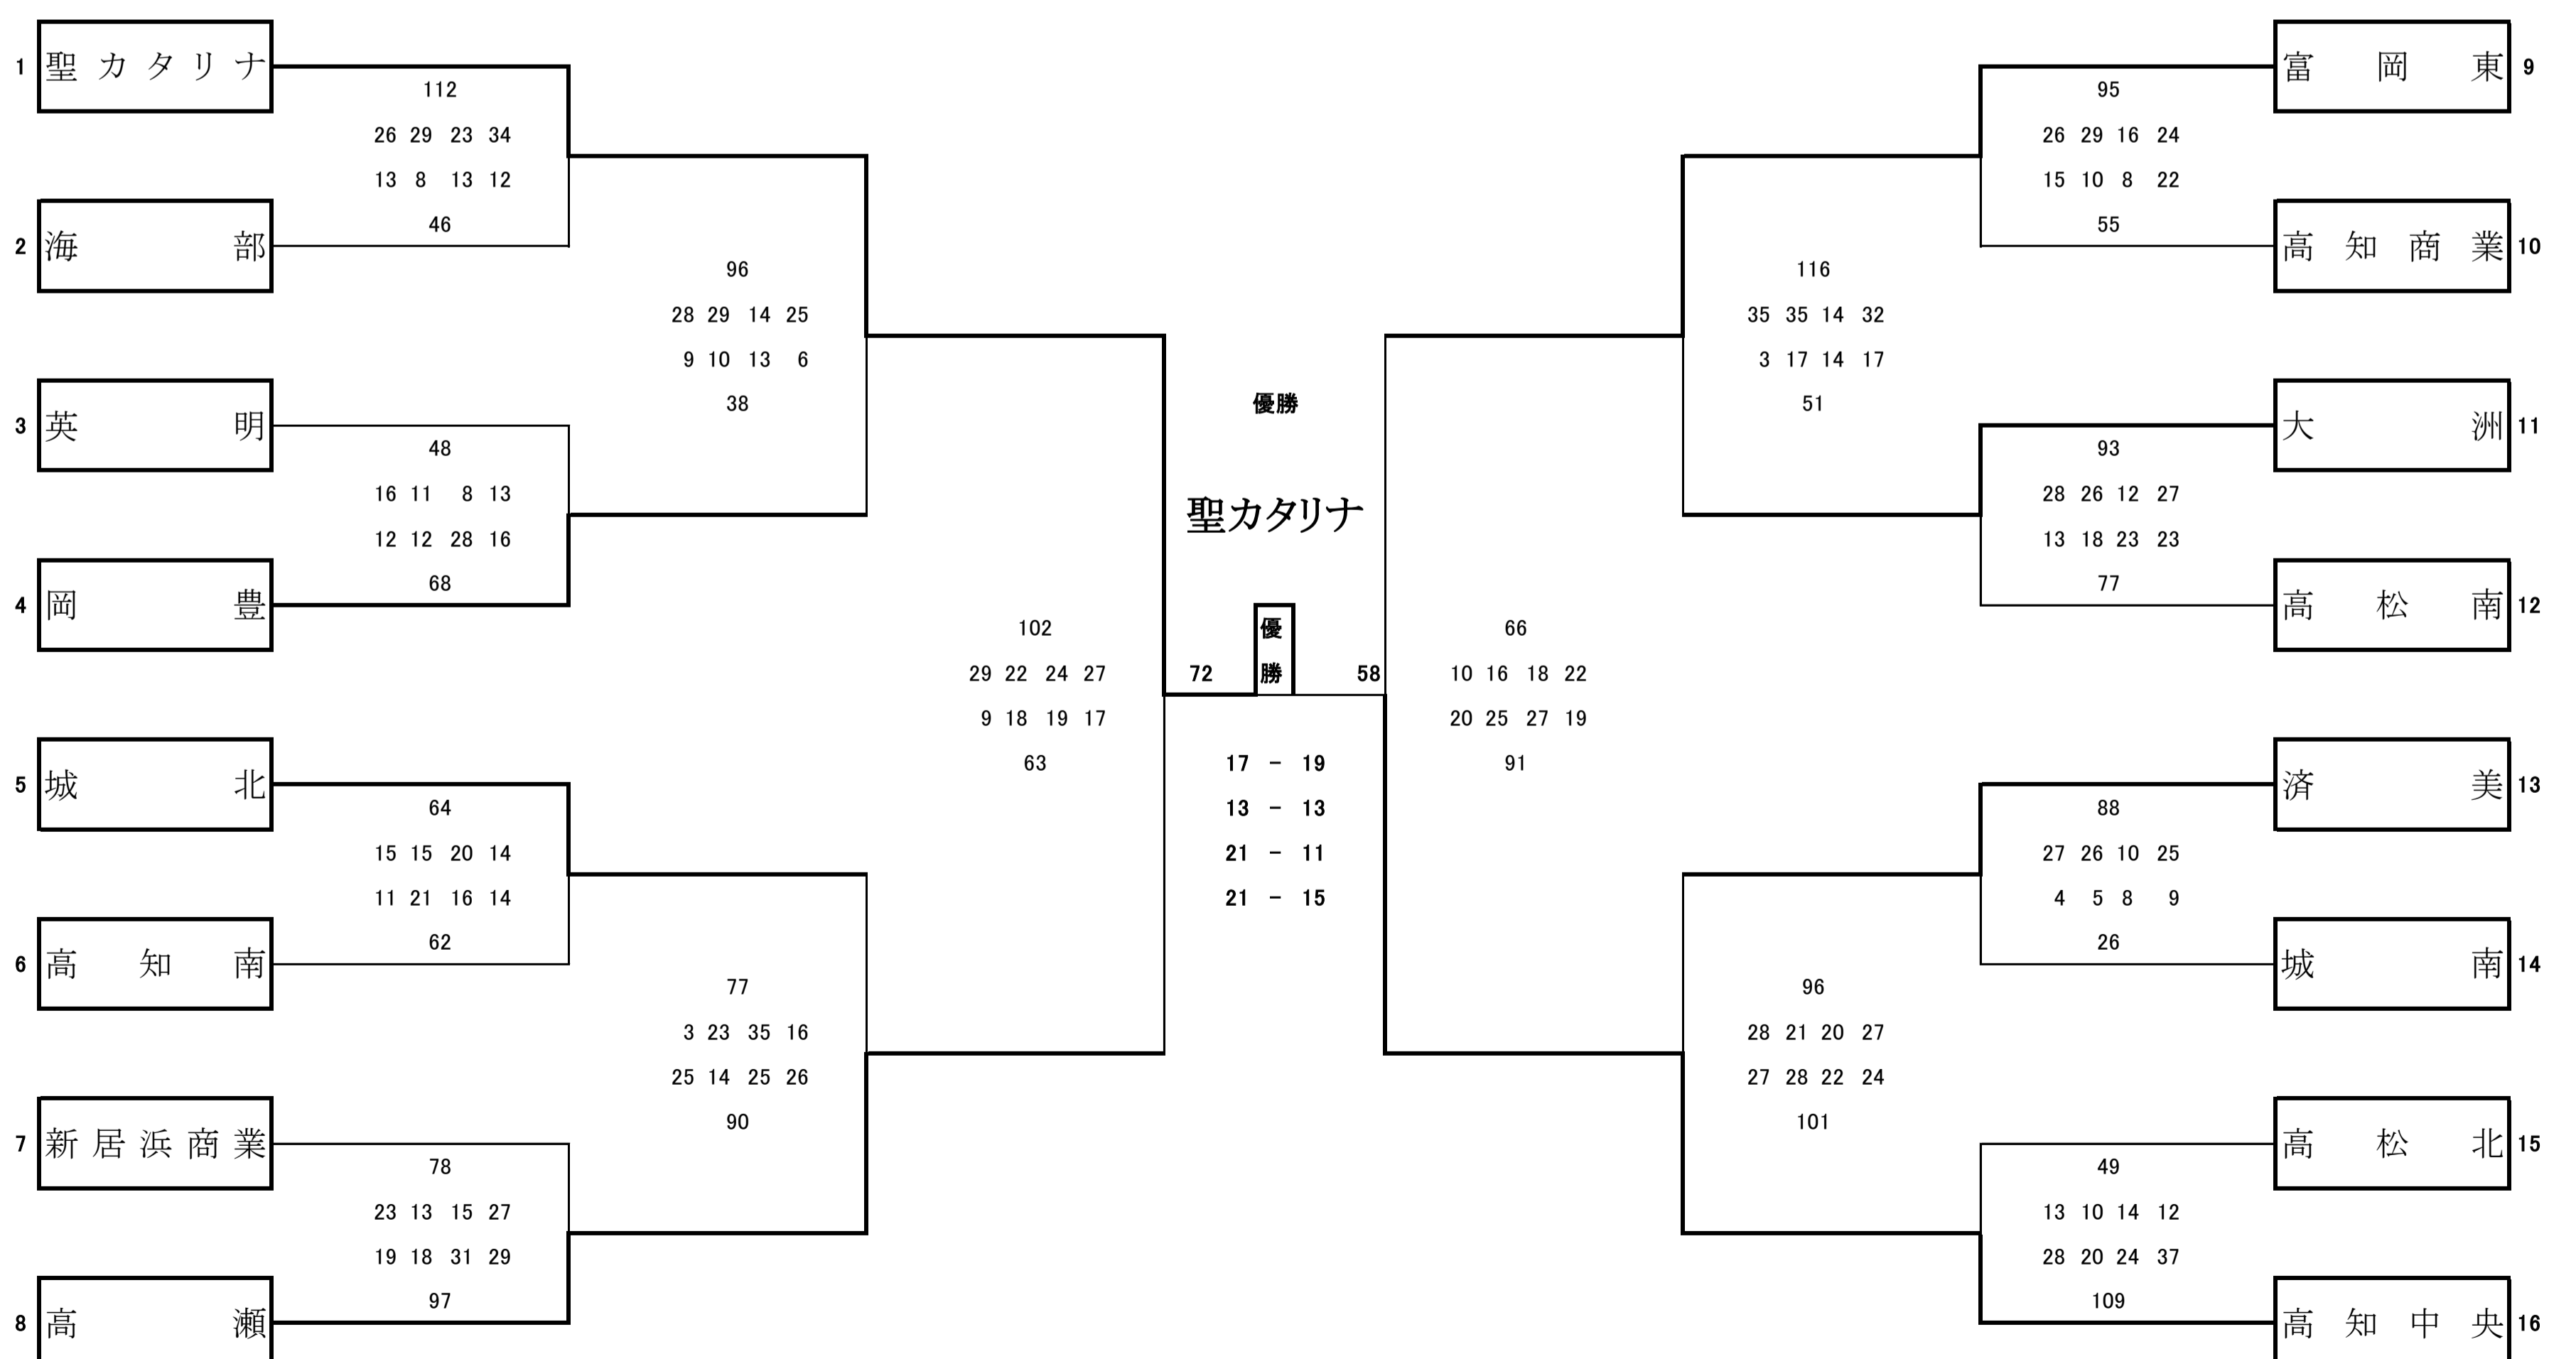 1 聖カタリナ
112
26 29 23 34
13 8 13 12
46
2 海部
96
28 29 14 25
9 10 13 6
38
3 英明
48
16 11 8 13
12 12 28 16
68
4 岡豊
102
29 22 24 27
9 18 19 17
63
5 城北
64
15 15 20 14
11 21 16 14
62
6 高知南
77
3 23 35 16
25 14 25 26
90
7 新居浜商業
78
23 13 15 27
19 18 31 29
97
8 高瀬
優勝
聖カタリナ
優勝
72 58
17 - 19
13 - 13
21 - 11
21 - 15
富岡東 9
95
26 29 16 24
15 10 8 22
55
高知商業 10
116
35 35 14 32
3 17 14 17
51
大洲 11
93
28 26 12 27
13 18 23 23
77
高松南 12
66
10 16 18 22
20 25 27 19
91
済美 13
88
27 26 10 25
4 5 8 9
26
城南 14
96
28 21 20 27
27 28 22 24
101
高松北 15
49
13 10 14 12
28 20 24 37
109
高知中央 16